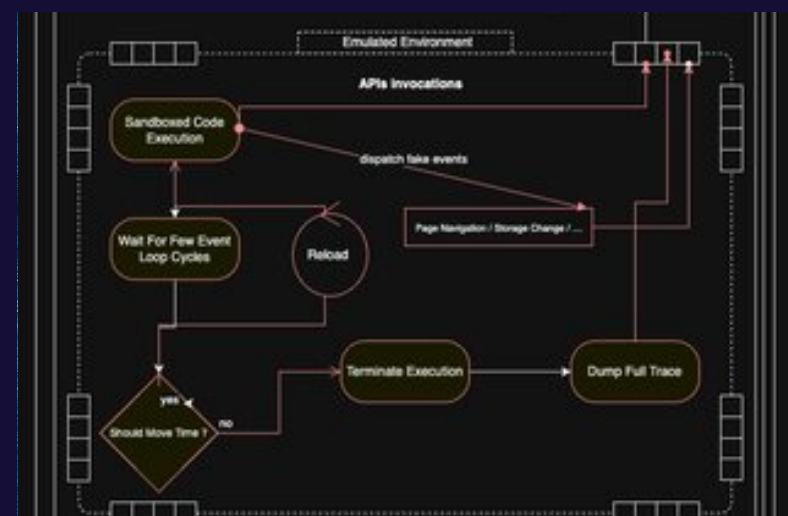 Emulated Environment
APIs invocations
Sandboxed Code
Execution
dispatch fake events
Wait For Few Event
Loop Cycles
Reload
Page Navigation / Storage Change / ...
Terminate Execution
Dump Full Trace
yes
no
Should Move Time ?